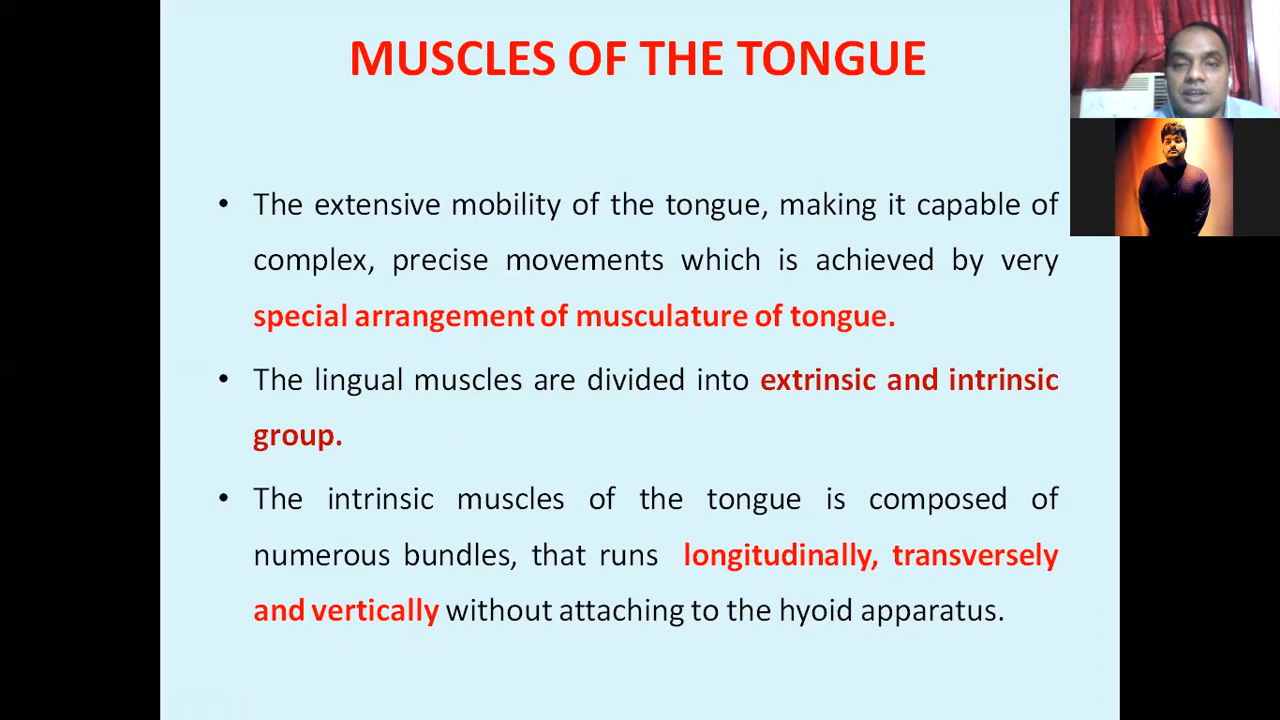 MUSCLES OF THE TONGUE
• The extensive mobility of the tongue, making it capable of
complex, precise movements which is achieved by very
special arrangement of musculature of tongue.
• The lingual muscles are divided into extrinsic and intrinsic
group.
• The intrinsic muscles of the tongue is composed of
numerous bundles, that runs longitudinally, transversely
and vertically without attaching to the hyoid apparatus.